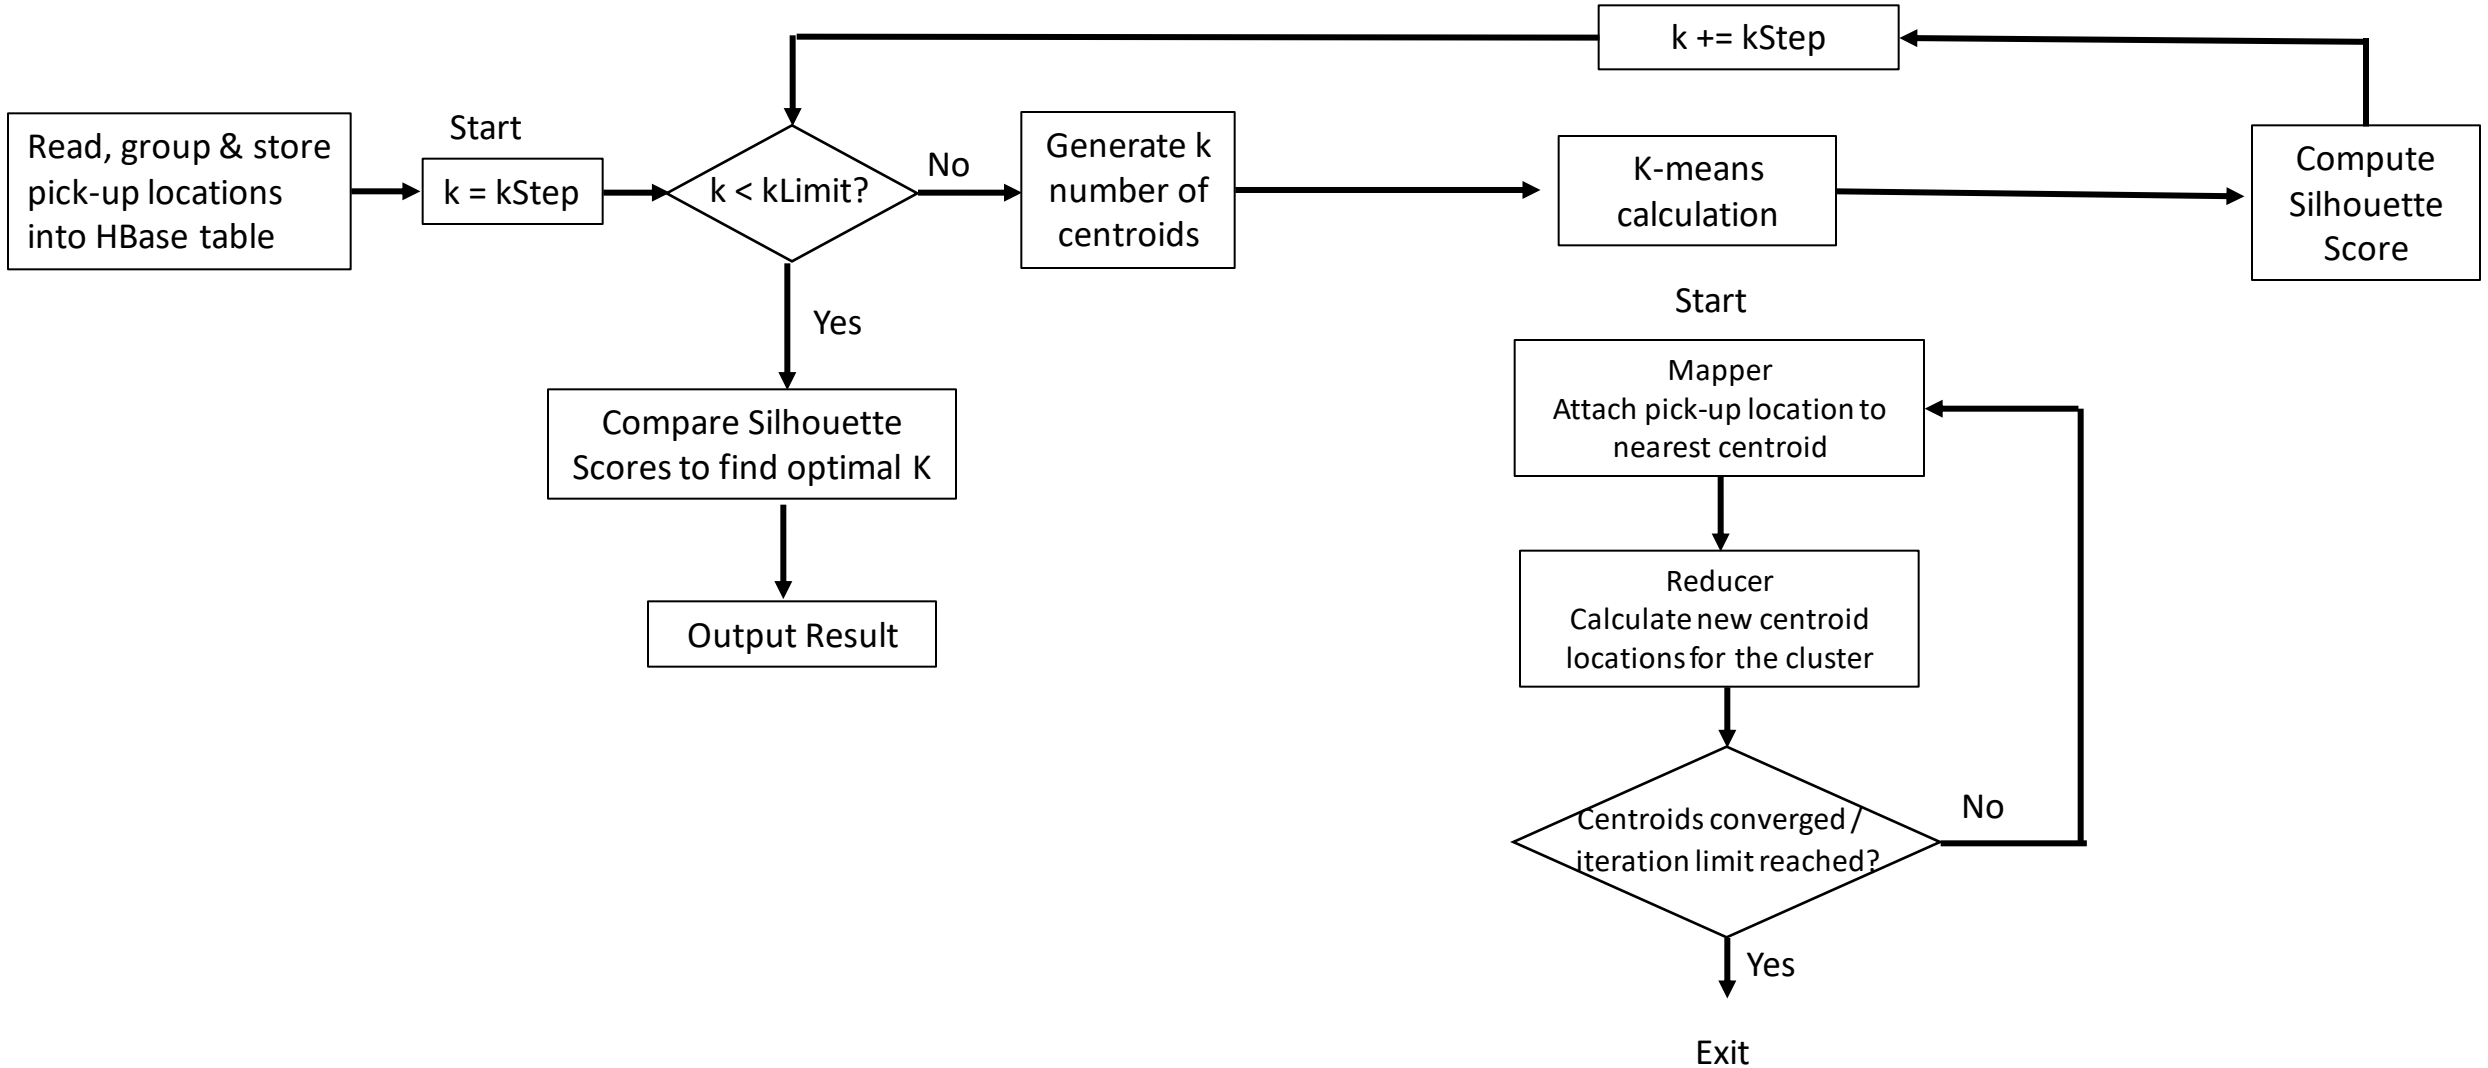 k += kStep
Read, group & store
pick-up locations
into HBase table
Start
k = kStep
k < kLimit?
No
Generate k
number of
centroids
K-means
calculation
Compute
Silhouette
Score
Yes
Compare Silhouette
Scores to find optimal K
Output Result
Start
Mapper
Attach pick-up location to
nearest centroid
Reducer
Calculate new centroid
locations for the cluster
Centroids converged /
iteration limit reached?
No
Yes
Exit